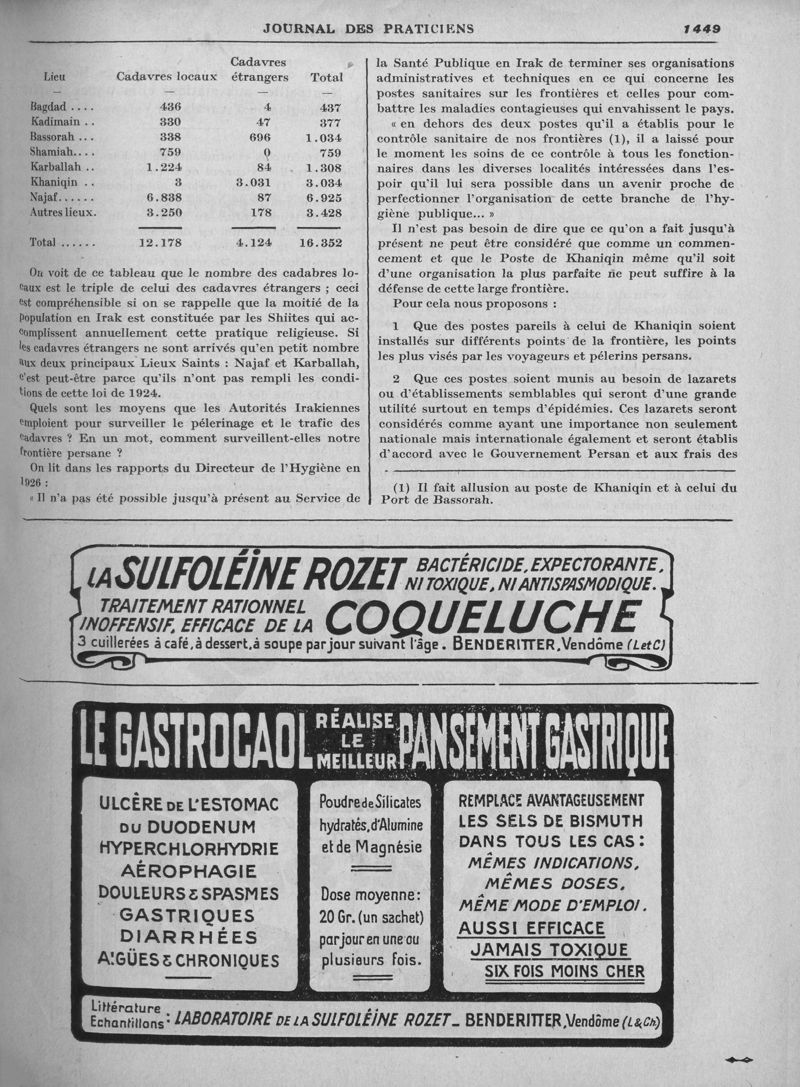 JOURNAL DES PRATICIENS 1449
Lieu Cadavres locaux Cadavres étrangers Total
Bagdad .... 436 4 437
Kadimain .. 330 47 377
Bassorah ... 338 696 1.034
Shamiah.... 759 0 759
Karballah .. 1.224 84 1.308
Khaniqin .. 3 3.031 3.034
Najaf...... 6.838 87 6.925
Autres lieux. 3.250 178 3.428
Total ...... 12.178 4.124 16.352
On voit de ce tableau que le nombre des cadabres lo-
caux est le triple de celui des cadavres étrangers ; ceci
est compréhensible si on se rappelle que la moitié de la
population en Irak est constituée par les Shiites qui ac-
complissent annuellement cette pratique religieuse. Si
les cadavres étrangers ne sont arrivés qu'en petit nombre
aux deux principaux Lieux Saints : Najaf et Karballah,
c'est peut-être parce qu'ils n'ont pas rempli les condi-
tions de cette loi de 1924.
Quels sont les moyens que les Autorités Irakiennes
emploient pour surveiller le pélerinage et le trafic des
cadavres ? En un mot, comment surveillent-elles notre
frontière persane ?
On lit dans les rapports du Directeur de l'Hygiène en
1926 :
« Il n'a pas été possible jusqu'à présent au Service de
la Santé Publique en Irak de terminer ses organisations
administratives et techniques en ce qui concerne les
postes sanitaires sur les frontières et celles pour com-
battre les maladies contagieuses qui envahissent le pays.
« en dehors des deux postes qu'il a établis pour le
contrôle sanitaire de nos frontières (1), il a laissé pour
le moment les soins de ce contrôle à tous les fonction-
naires dans les diverses localités intéressées dans l'es-
poir qu'il lui sera possible dans un avenir proche de
perfectionner l'organisation de cette branche de l'hy-
giène publique... »
Il n'est pas besoin de dire que ce qu'on a fait jusqu'à
présent ne peut être considéré que comme un commen-
cement et que le Poste de Khaniqin même qu'il soit
d'une organisation la plus parfaite ne peut suffire à la
défense de cette large frontière.
Pour cela nous proposons :
1 Que des postes pareils à celui de Khaniqin soient
installés sur différents points de la frontière, les points
les plus visés par les voyageurs et pélerins persans.
2 Que ces postes soient munis au besoin de lazarets
ou d'établissements semblables qui seront d'une grande
utilité surtout en temps d'épidémies. Ces lazarets seront
considérés comme ayant une importance non seulement
nationale mais internationale également et seront établis
d'accord avec le Gouvernement Persan et aux frais des
(1) Il fait allusion au poste de Khaniqin et à celui du
Port de Bassorah.
LA SULFOLÉÏNE ROZET BACTÉRICIDE, EXPECTORANTE,
NI TOXIQUE, NI ANTISPASMODIQUE.
TRAITEMENT RATIONNEL
INOFFENSIF, EFFICACE DE LA COQUELUCHE
3 cuillerées à café, à dessert, à soupe par jour suivant l'âge. BENDERITTER, Vendôme (L et C)
LE GASTROCAOL RÉALISE LE MEILLEUR PANSEMENT GASTRIQUE
ULCÈRE DE L'ESTOMAC
DU DUODENUM
HYPERCHLORHYDRIE
AÉROPHAGIE
DOULEURS & SPASMES
GASTRIQUES
DIARRHÉES
AIGÜES & CHRONIQUES
Poudre de Silicates
hydratés, d'Alumine
et de Magnésie
Dose moyenne:
20 Gr. (un sachet)
par jour en une ou
plusieurs fois.
REMPLACE AVANTAGEUSEMENT
LES SELS DE BISMUTH
DANS TOUS LES CAS:
MÊMES INDICATIONS,
MÊMES DOSES,
MÊME MODE D'EMPLOI.
AUSSI EFFICACE
JAMAIS TOXIQUE
SIX FOIS MOINS CHER
Littérature
Echantillons : LABORATOIRE DE LA SULFOLÉÏNE ROZET_ BENDERITTER, Vendôme (L & Ch)